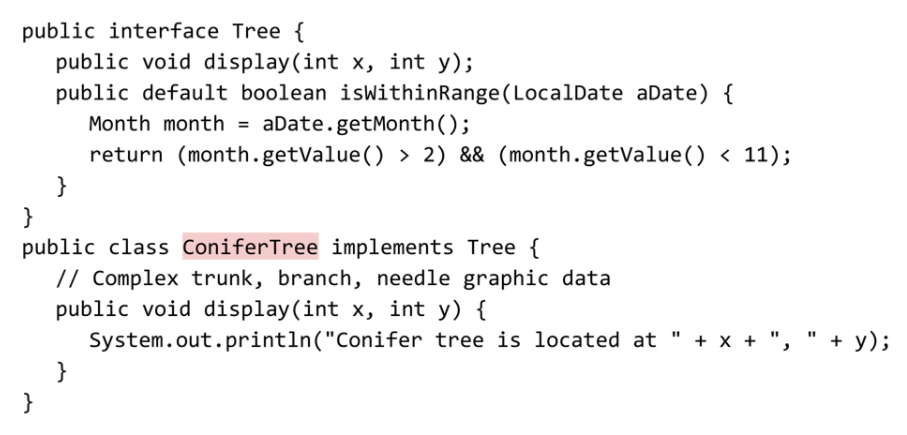 public interface Tree {
public void display(int x, int y);
public default boolean isWithinRange(LocalDate aDate) {
Month month = aDate.getMonth();
return (month.getValue() > 2) && (month.getValue() < 11);
}
}
public class ConiferTree implements Tree {
// Complex trunk, branch, needle graphic data
public void display(int x, int y) {
System.out.println("Conifer tree is located at " + x + ", " + y);
}
}